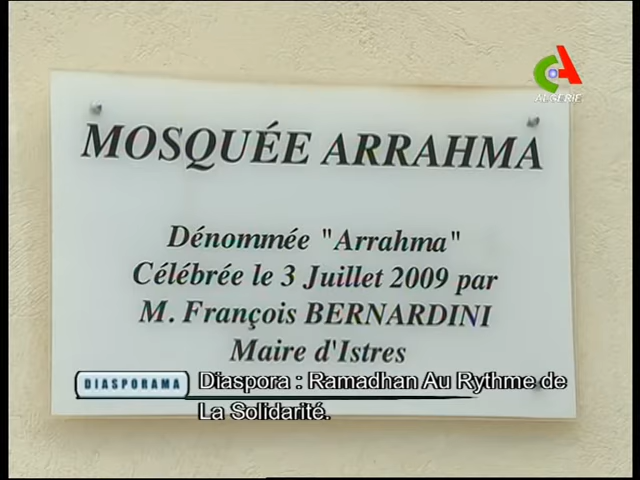 MOSQUÉE ARRAHMA
Dénommée "Arrahma"
Célébrée le 3 Juillet 2009 par
M. François BERNARDINI
Maire d'Istres
DIASPORAMA
Diaspora : Ramadhan Au Rythme de
La Solidarité.
A
ALGERIE